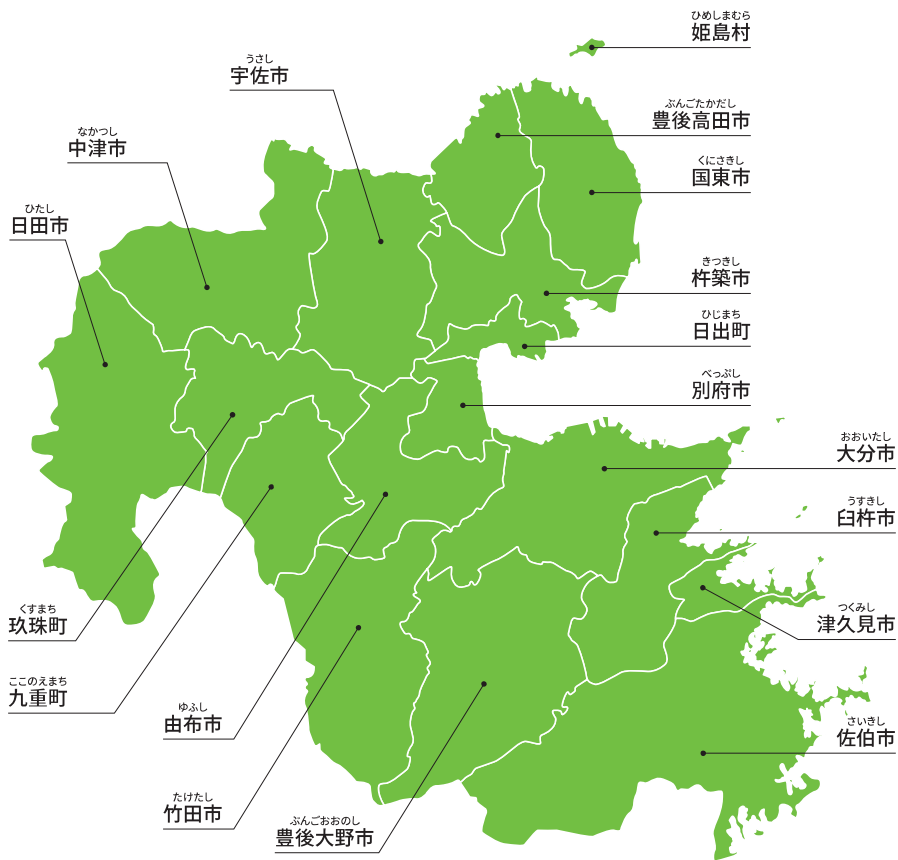 ひめしまむら
姫島村
うさし
宇佐市
ぶんごたかだし
豊後高田市
なかつし
中津市
くにさきし
国東市
ひたし
日田市
きつきし
杵築市
ひじまち
日出町
べっぷし
別府市
おおいたし
大分市
うすきし
臼杵市
くすまち
玖珠町
つくみし
津久見市
ここのえまち
九重町
ゆふし
由布市
さいきし
佐伯市
たけたし
竹田市
ぶんごおおのし
豊後大野市